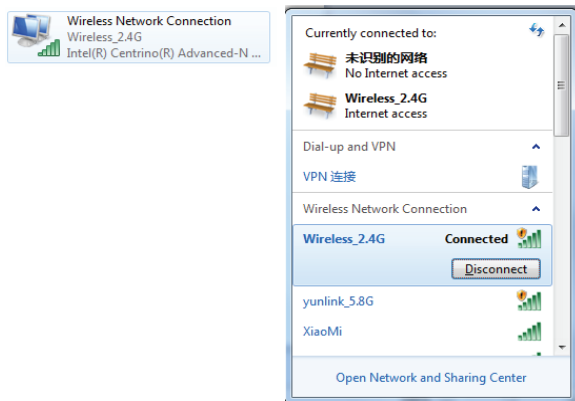 Wireless Network Connection
Wireless_2.4G
Intel(R) Centrino(R) Advanced-N ...
Currently connected to:
未识别的网络
No Internet access
Wireless_2.4G
Internet access
Dial-up and VPN
VPN 连接
Wireless Network Connection
Wireless_2.4G Connected
Disconnect
yunlink_5.8G
XiaoMi
Open Network and Sharing Center